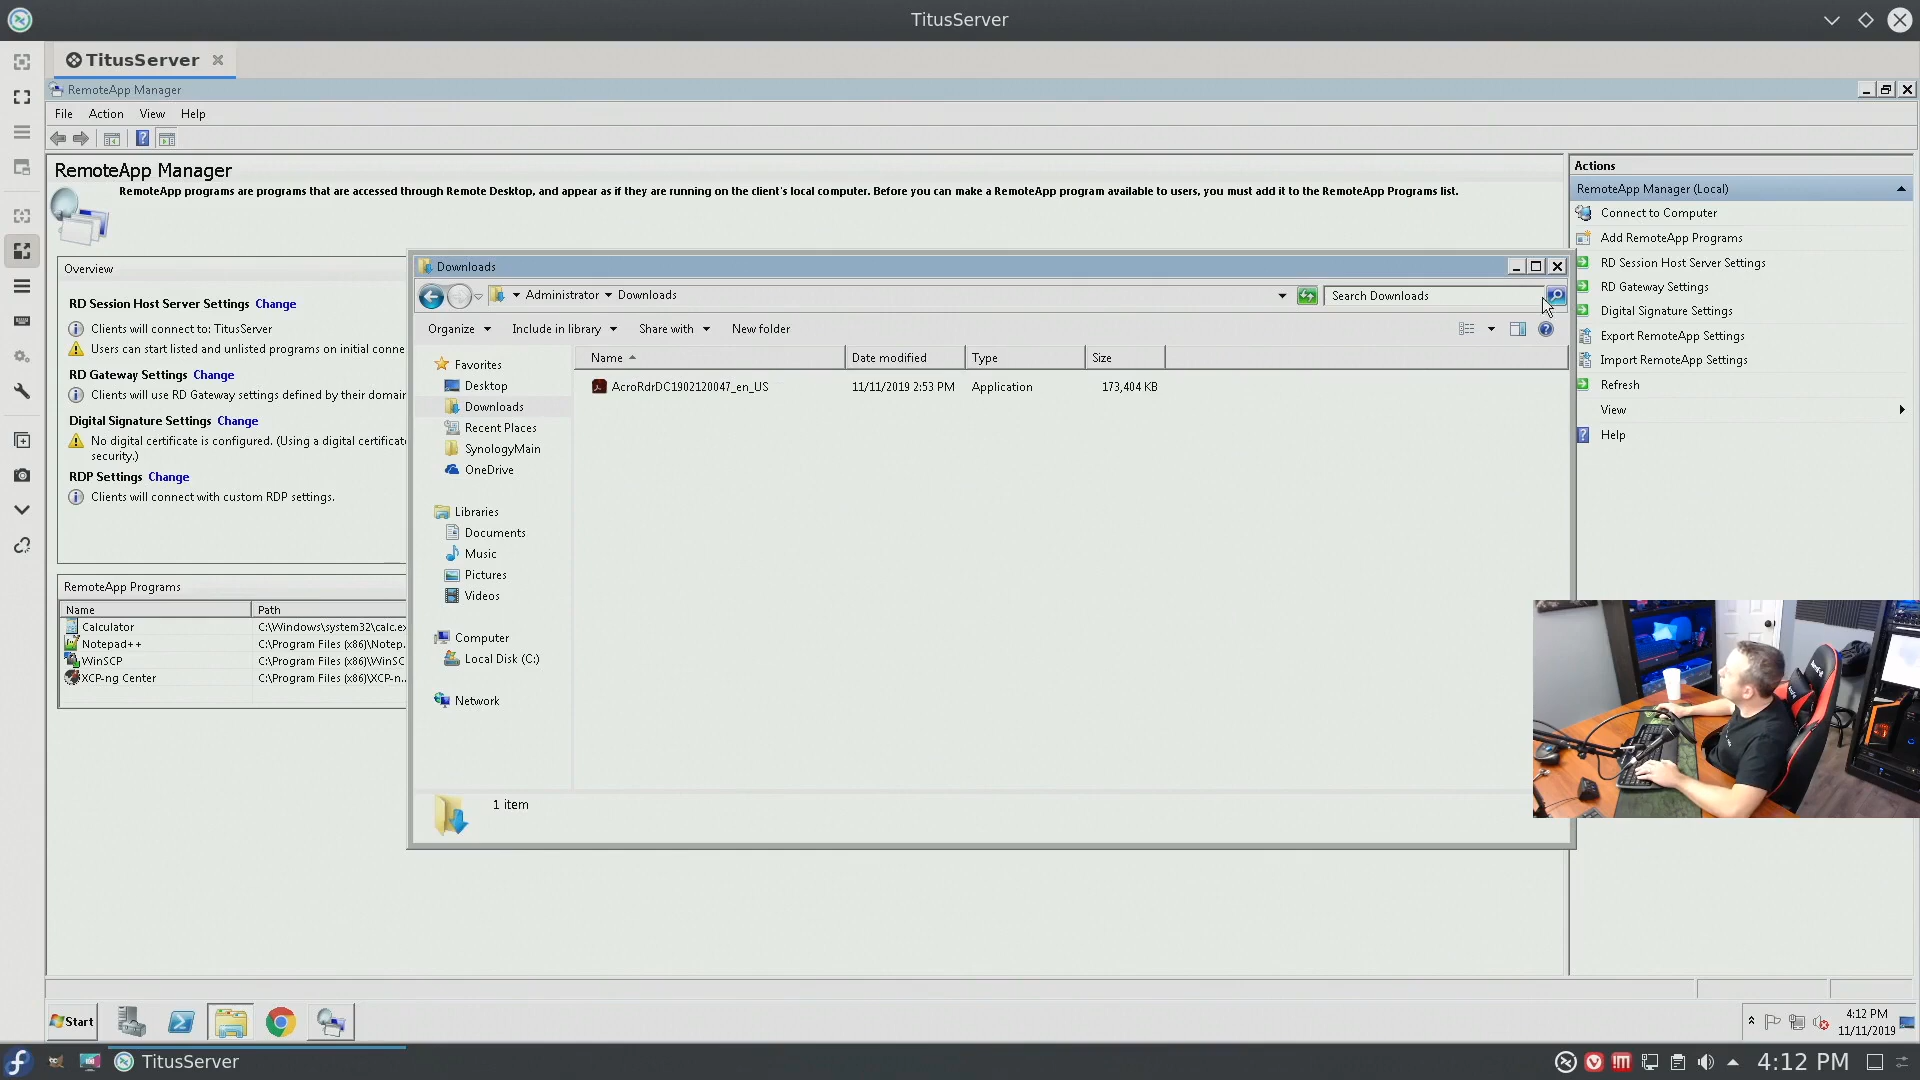 TitusServer
TitusServer
RemoteApp Manager
File Action View Help
RemoteApp Manager
RemoteApp programs are programs that are accessed through Remote Desktop, and appear as if they are running on the client's local computer. Before you can make a RemoteApp program available to users, you must add it to the RemoteApp Programs list.
Overview
RD Session Host Server Settings Change
Clients will connect to: TitusServer
Users can start listed and unlisted programs on initial conne
RD Gateway Settings Change
Clients will use RD Gateway settings defined by their domain
Digital Signature Settings Change
No digital certificate is configured. (Using a digital certificate
security.)
RDP Settings Change
Clients will connect with custom RDP settings.
RemoteApp Programs
Name Path
Calculator C:\Windows\system32\calc.ex
Notepad++ C:\Program Files (x86)\Notep.
WinSCP C:\Program Files (x86)\WinSC
XCP-ng Center C:\Program Files (x86)\XCP-n..
Downloads
Administrator Downloads
Search Downloads
Organize Include in library Share with New folder
Favorites
Desktop
Downloads
Recent Places
SynologyMain
OneDrive
Libraries
Documents
Music
Pictures
Videos
Computer
Local Disk (C:)
Network
Name Date modified Type Size
AcroRdrDC1902120047_en_US 11/11/2019 2:53 PM Application 173,404 KB
1 item
Actions
RemoteApp Manager (Local)
Connect to Computer
Add RemoteApp Programs
RD Session Host Server Settings
RD Gateway Settings
Digital Signature Settings
Export RemoteApp Settings
Import RemoteApp Settings
Refresh
View
Help
Start
4:12 PM
11/11/2019
TitusServer
4:12 PM